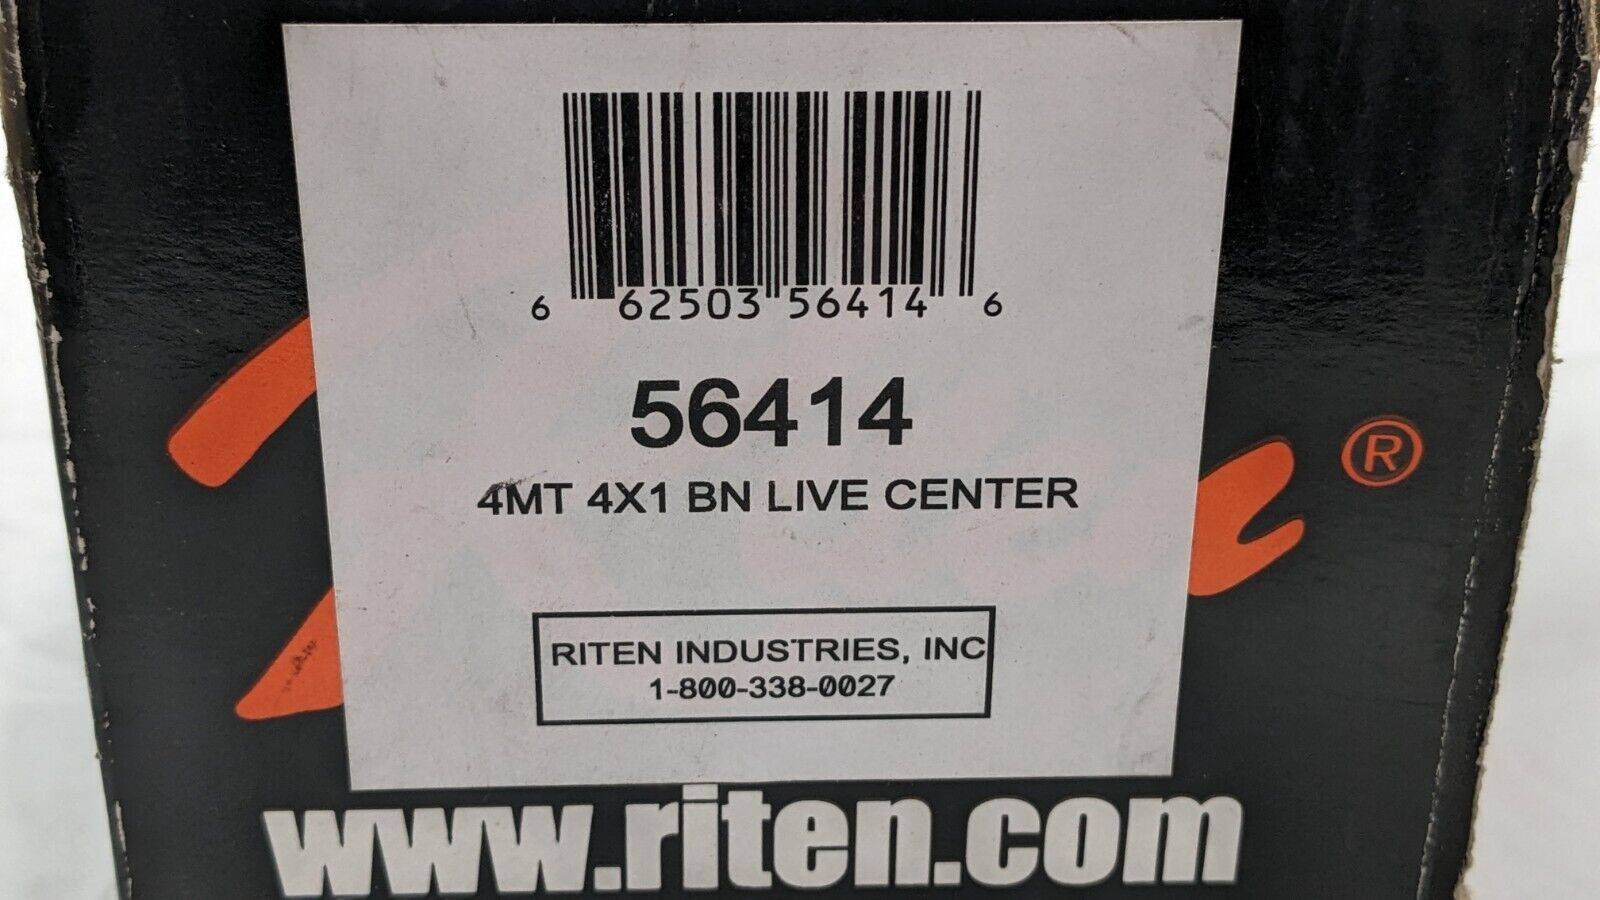 6 62503 56414 6
56414
4MT 4X1 BN LIVE CENTER
RITEN INDUSTRIES, INC
1-800-338-0027
®
www.riten.com